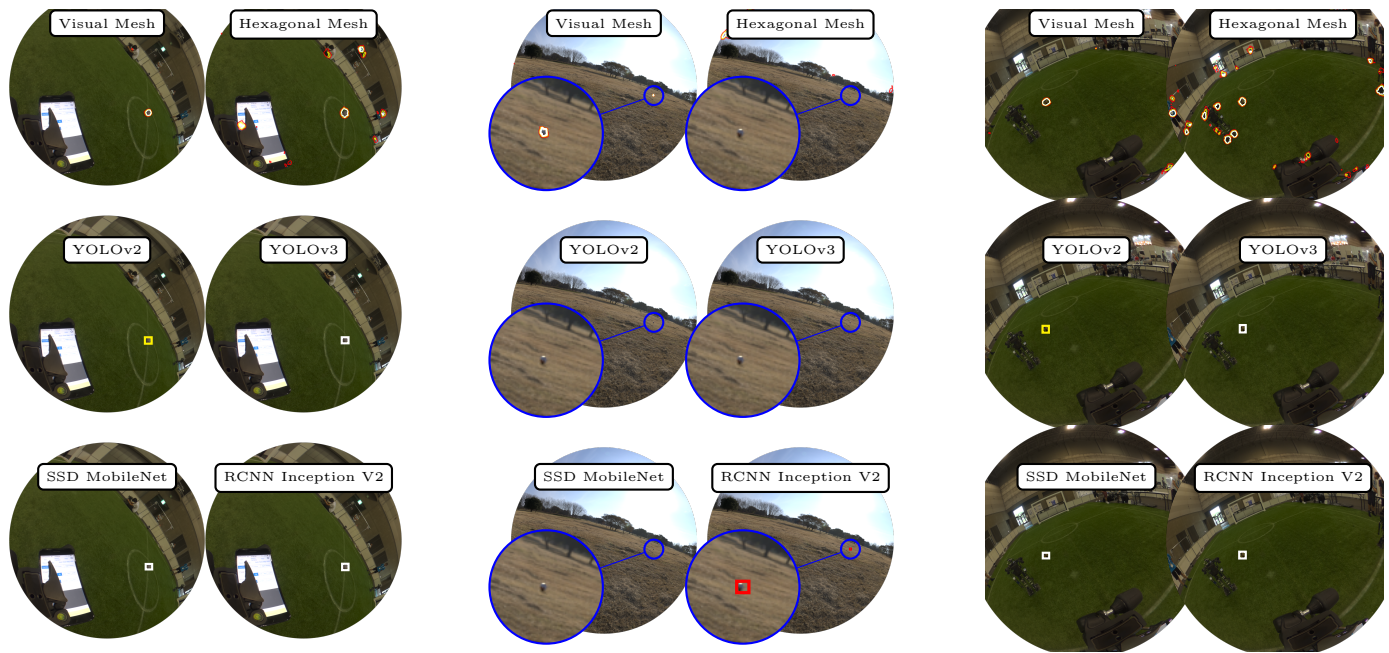 Visual Mesh
Hexagonal Mesh
Visual Mesh
Hexagonal Mesh
Visual Mesh
Hexagonal Mesh
YOLOv2
YOLOv3
YOLOv2
YOLOv3
YOLOv2
YOLOv3
SSD MobileNet
RCNN Inception V2
SSD MobileNet
RCNN Inception V2
SSD MobileNet
RCNN Inception V2